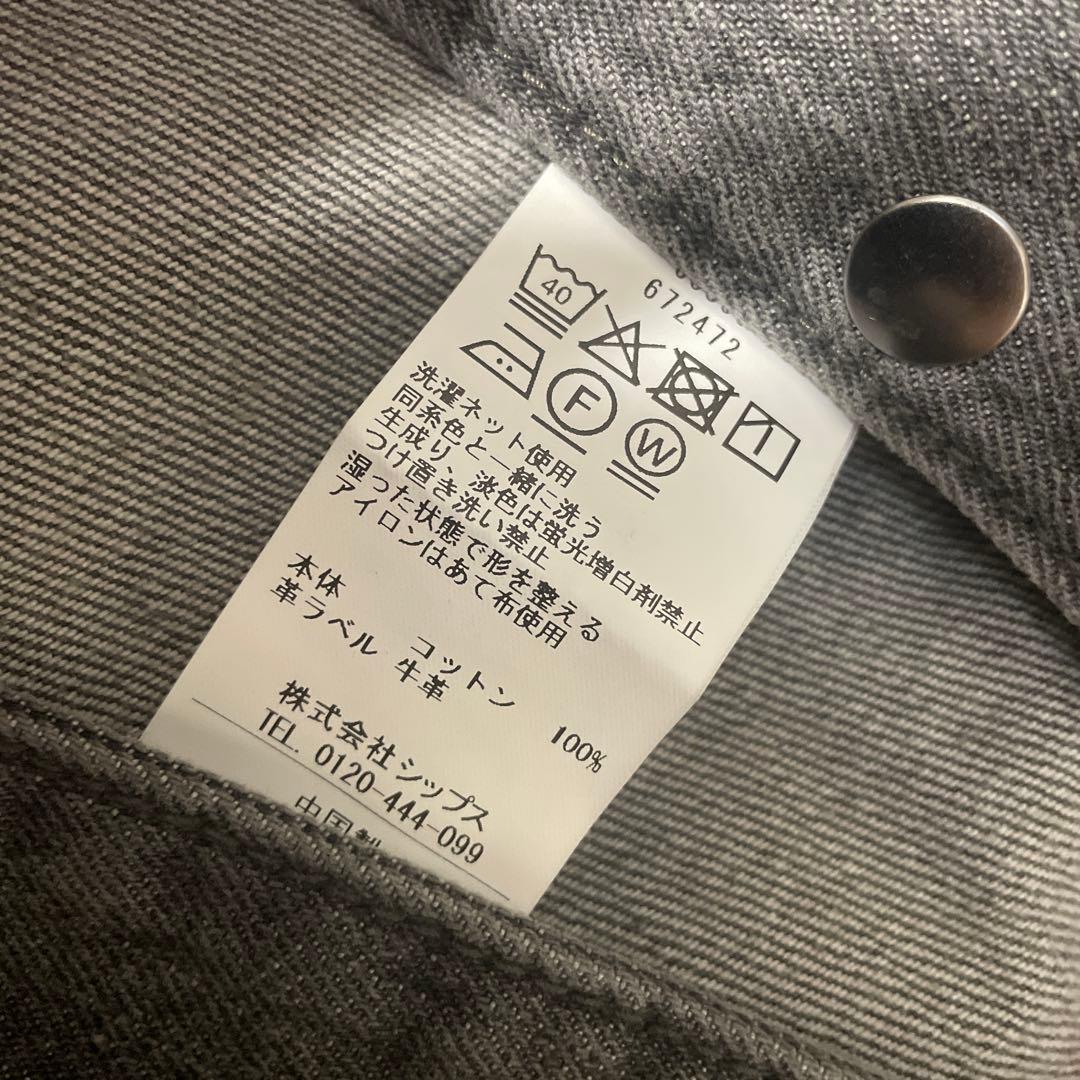 672472
40
F
W
洗濯ネット使用
同系色と一緒に洗う
生成り、淡色は蛍光増白剤禁止
つけ置き洗い禁止
湿った状態で形を整える
アイロンはあて布使用
本体 コットン 100%
革ラベル 牛革
株式会社シップス
TEL. 0120-444-099
中国製